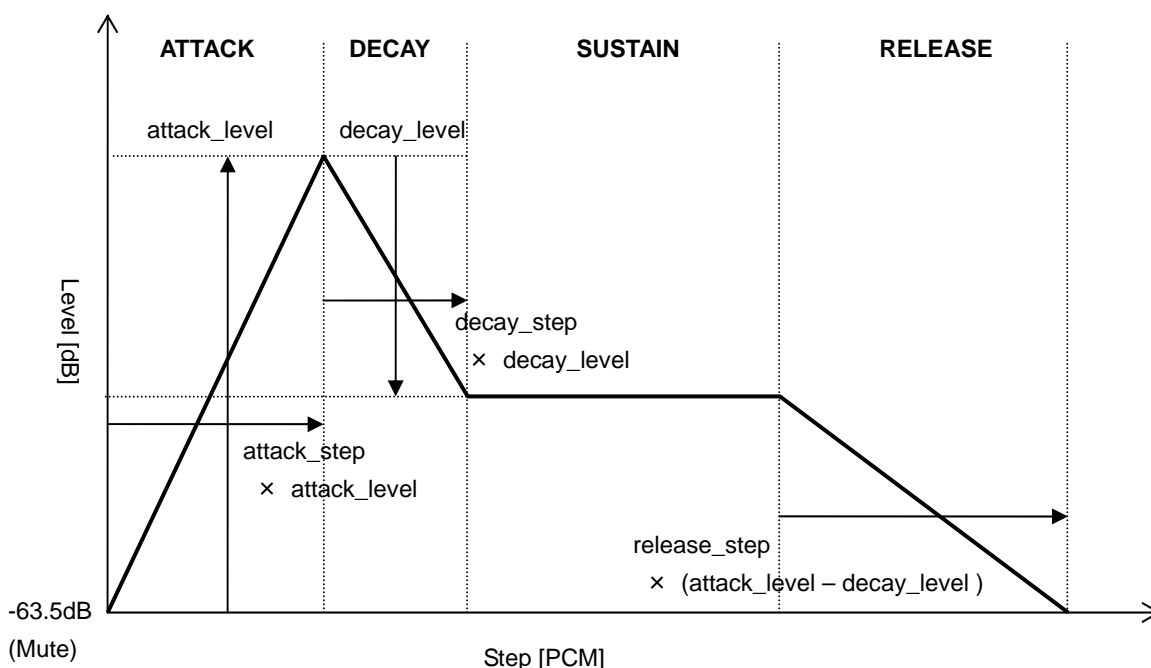 ATTACK
DECAY
SUSTAIN
RELEASE
attack_level
decay_level
Level [dB]
decay_step
× decay_level
attack_step
× attack_level
release_step
× (attack_level – decay_level )
-63.5dB
(Mute)
Step [PCM]